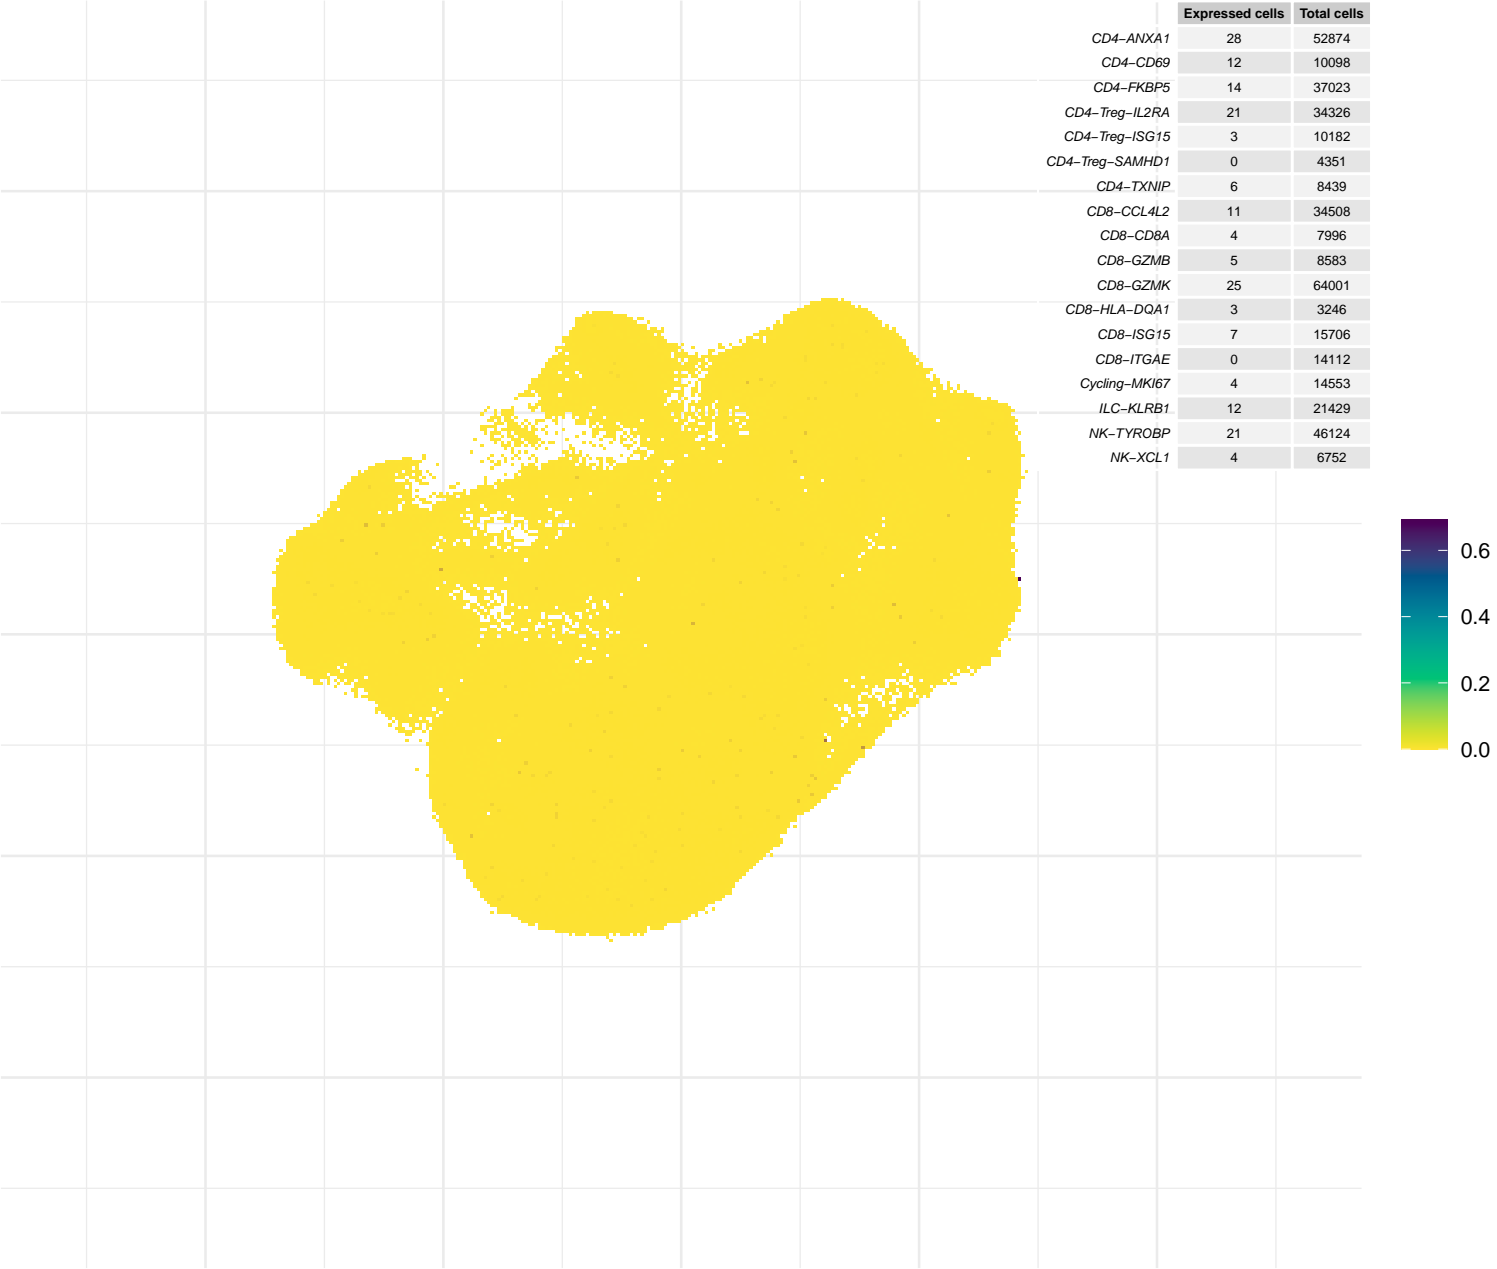 Expressed cells Total cells
CD4−ANXA1 28 52874
CD4−CD69 12 10098
CD4−FKBP5 14 37023
CD4−Treg−IL2RA 21 34326
CD4−Treg−ISG15 3 10182
CD4−Treg−SAMHD1 0 4351
CD4−TXNIP 6 8439
CD8−CCL4L2 11 34508
CD8−CD8A 4 7996
CD8−GZMB 5 8583
CD8−GZMK 25 64001
CD8−HLA−DQA1 3 3246
CD8−ISG15 7 15706
CD8−ITGAE 0 14112
Cycling−MKI67 4 14553
ILC−KLRB1 12 21429
NK−TYROBP 21 46124
NK−XCL1 4 6752
0.6
0.4
0.2
0.0